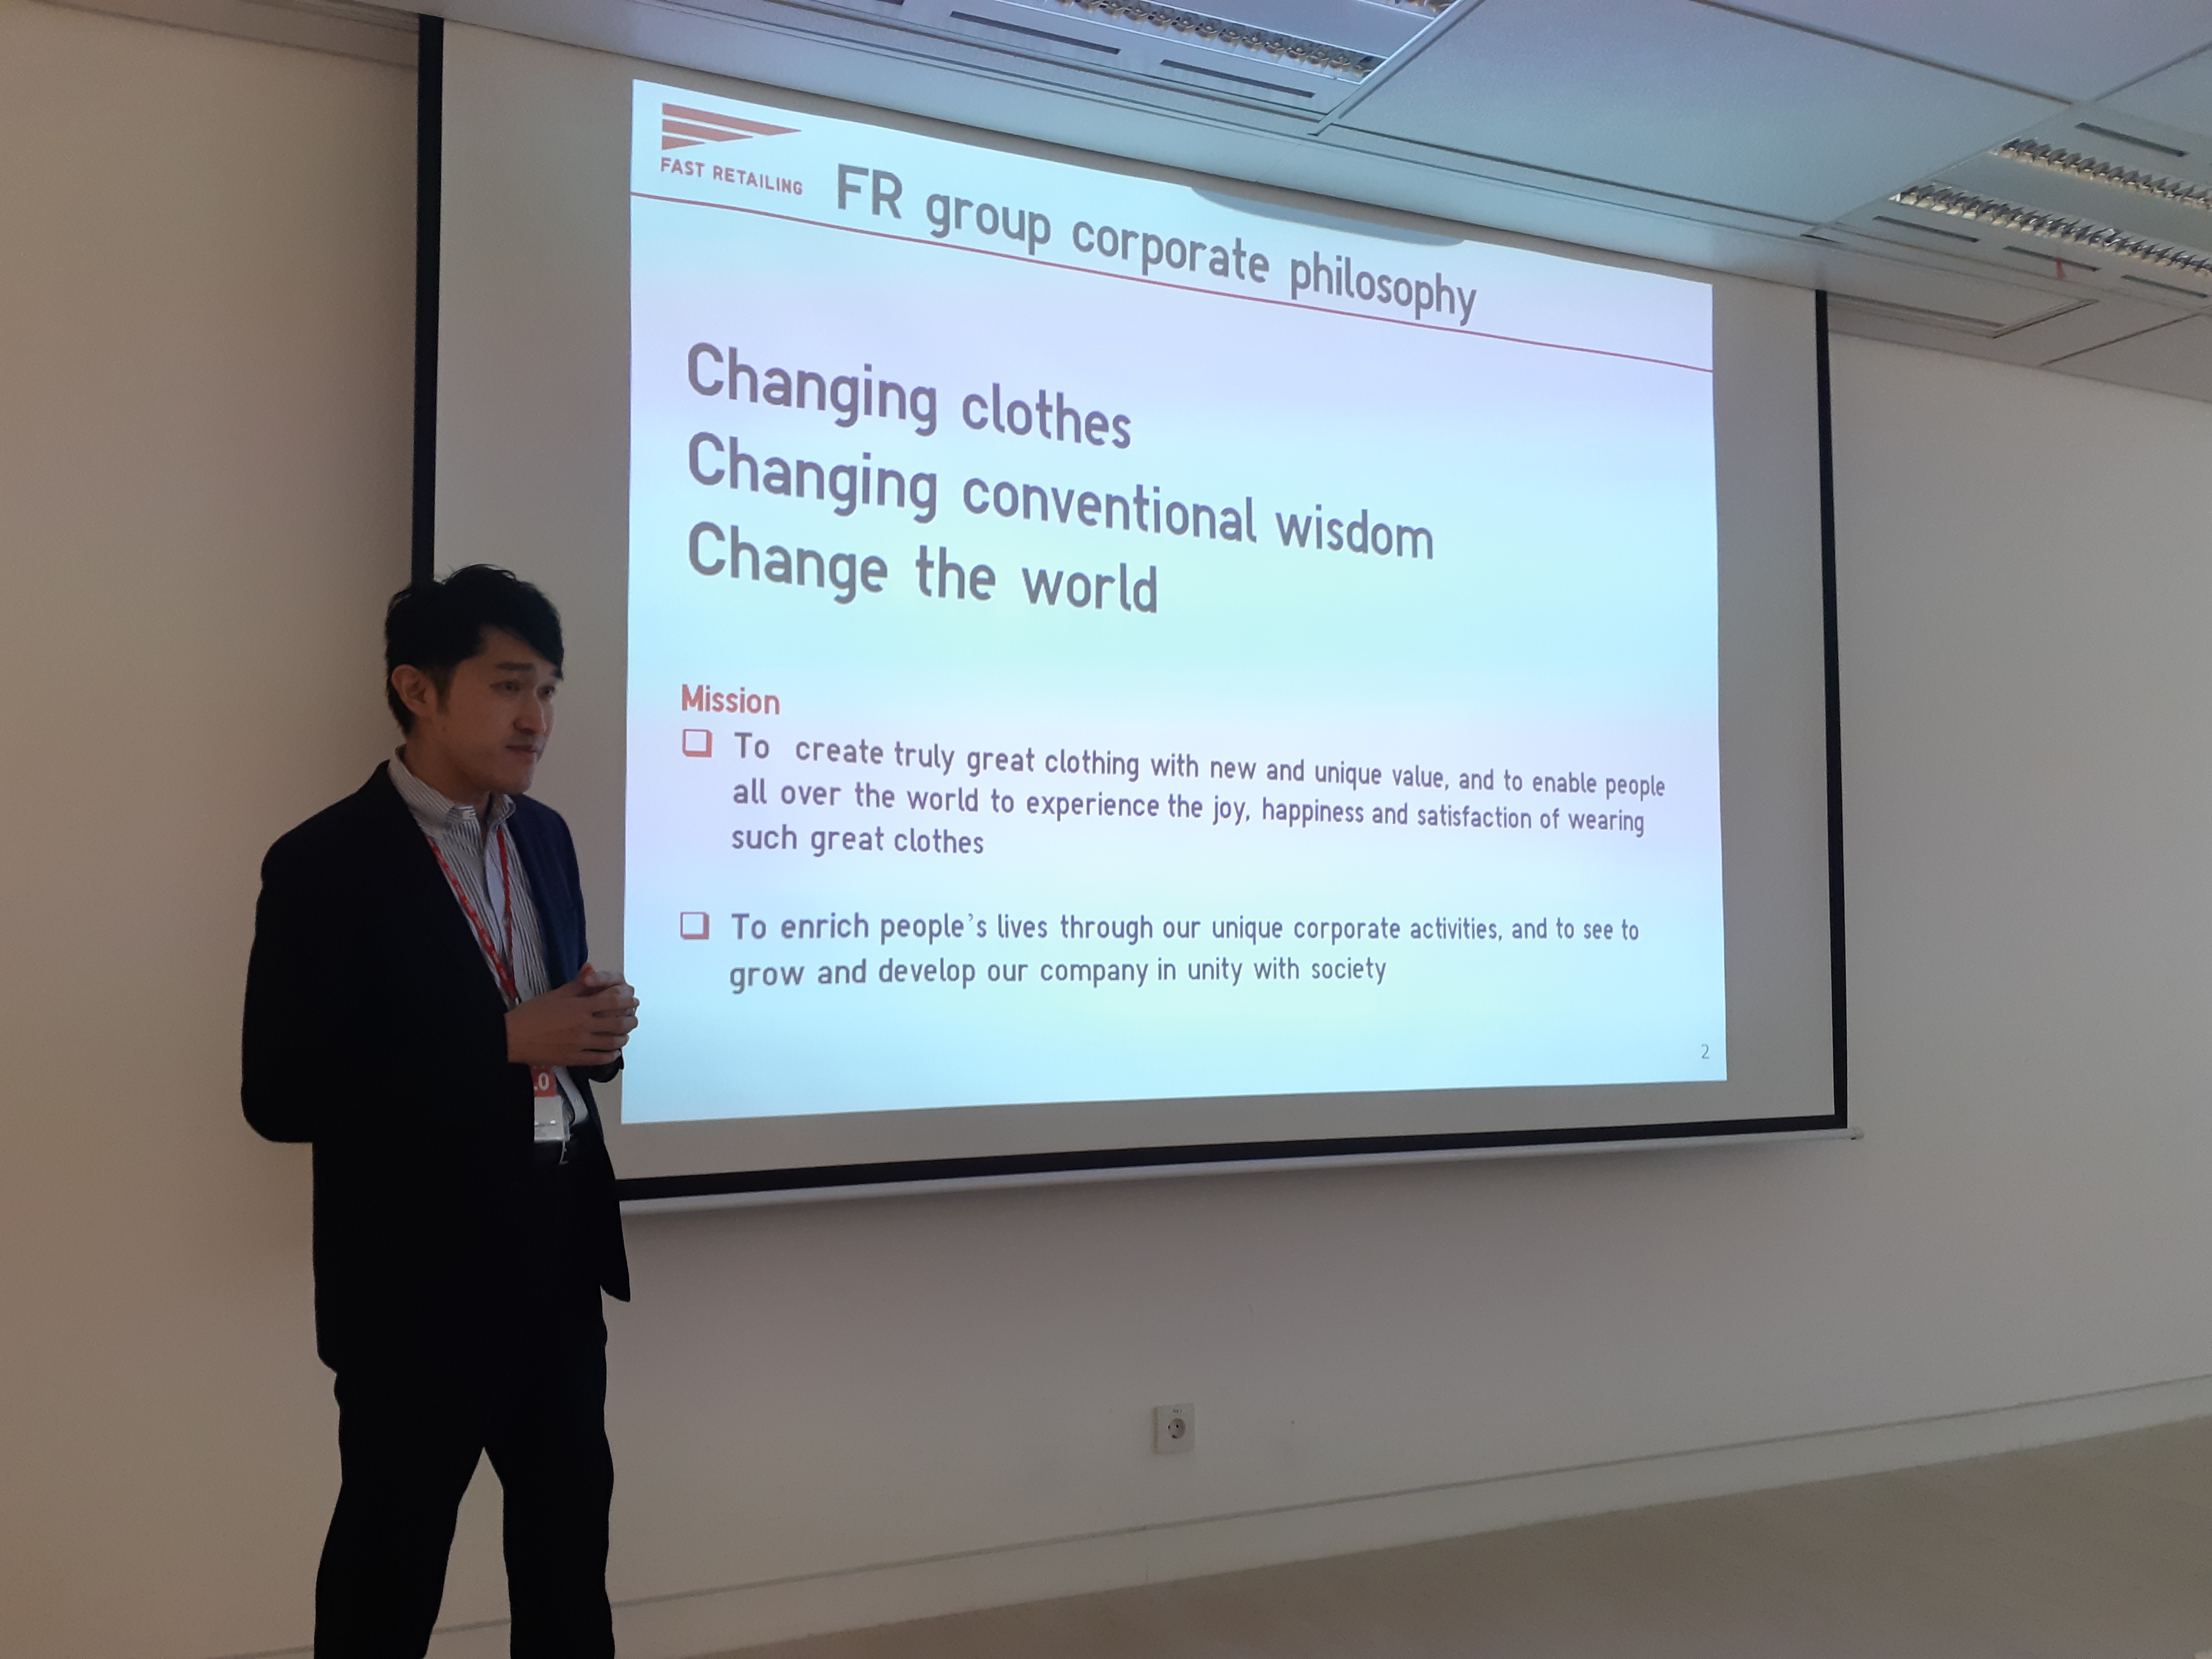 FAST RETAILING
FR group corporate philosophy
Changing clothes
Changing conventional wisdom
Change the world
Mission
To create truly great clothing with new and unique value, and to enable people
all over the world to experience the joy, happiness and satisfaction of wearing
such great clothes
To enrich people's lives through our unique corporate activities, and to see to
grow and develop our company in unity with society
2
.0